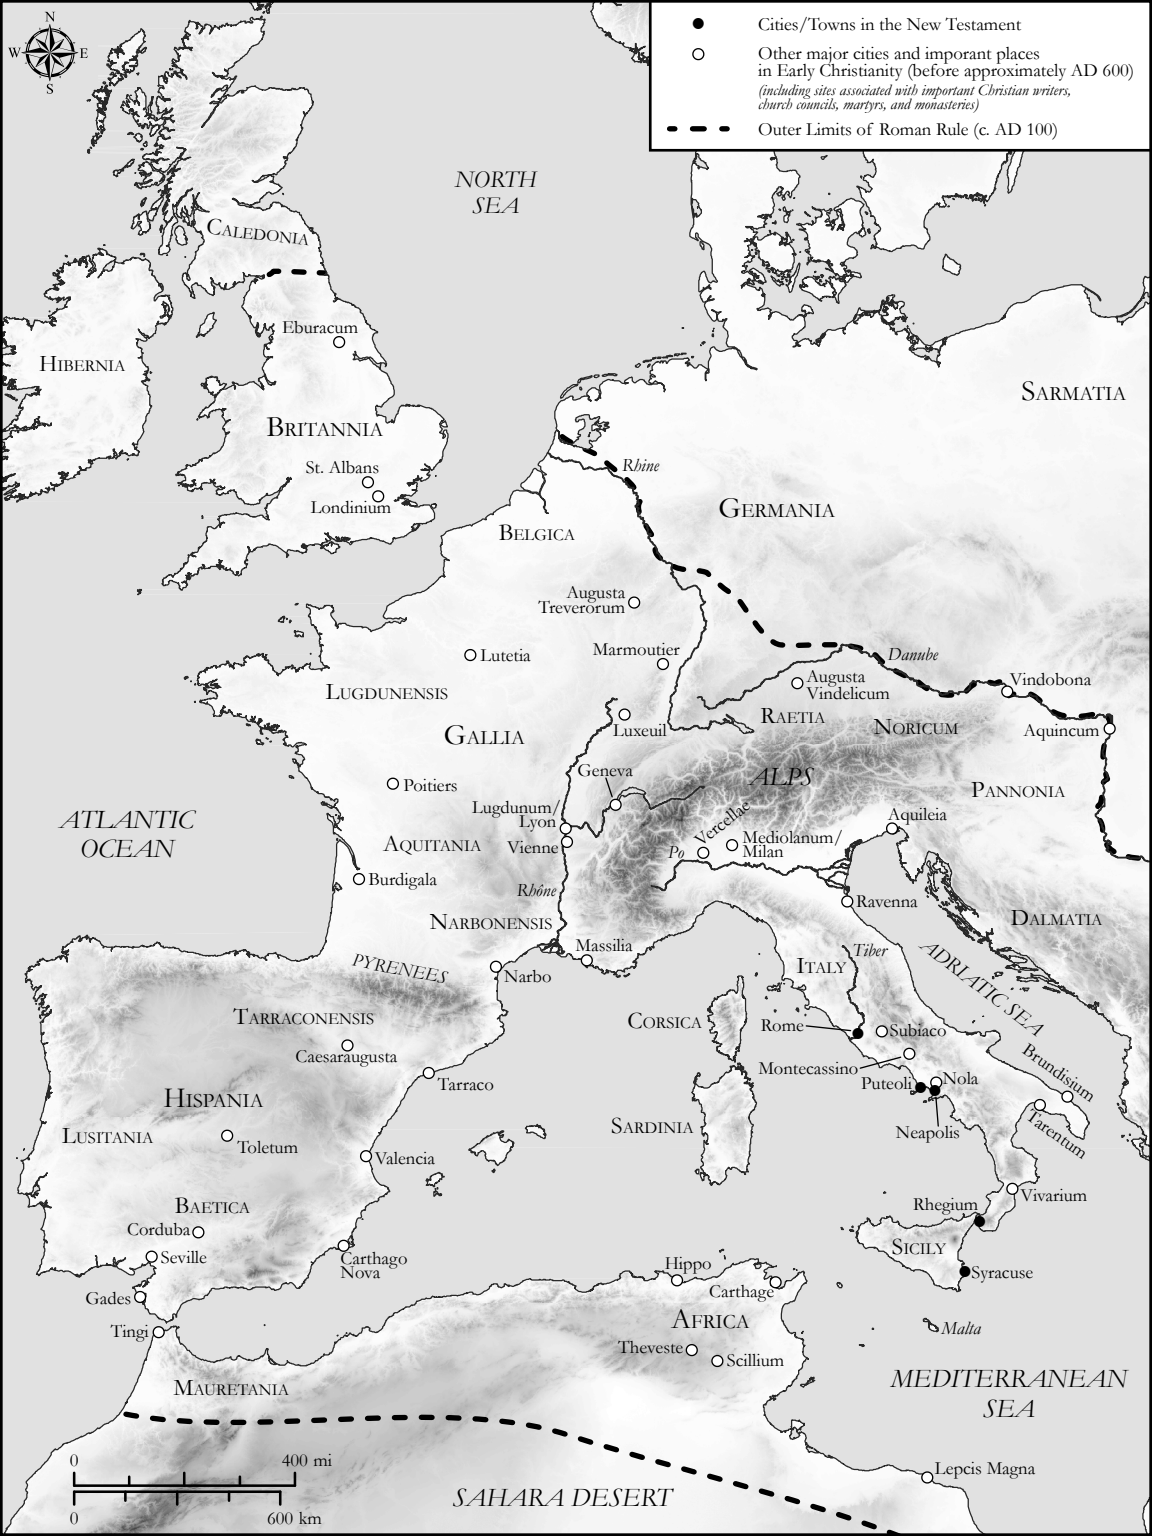 N
W
E
S
Cities/Towns in the New Testament
Other major cities and imporant places
in Early Christianity (before approximately AD 600)
(including sites associated with important Christian writers,
church councils, martyrs, and monasteries)
Outer Limits of Roman Rule (c. AD 100)
NORTH
SEA
CALEDONIA
Eburacum
HIBERNIA
SARMATIA
BRITANNIA
St. Albans
Londinium
Rhine
GERMANIA
BELGICA
Augusta
Treverorum
Lutetia
Marmoutier
Danube
Vindobona
Augusta
Vindelicum
LUGDUNENSIS
RAETIA
NORICUM
Aquincum
Luxeuil
GALLIA
Geneva
ALPS
PANNONIA
Poitiers
Lugdunum/
Lyon
Vienne
Vercellae
Po
Mediolanum/
Milan
Aquileia
ATLANTIC
OCEAN
AQUITANIA
Burdigala
Rhône
Ravenna
NARBONENSIS
DALMATIA
Massilia
Narbo
PYRENEES
ITALY
Tiber
ADRIATIC SEA
TARRACONENSIS
CORSICA
Rome
Subiaco
Caesaraugusta
Montecassino
Tarraco
Puteoli
Nola
Neapolis
Brundisium
Tarentum
HISPANIA
LUSITANIA
Toletum
Valencia
SARDINIA
BAETICA
Corduba
Seville
Carthago
Nova
Vivarium
Rhegium
SICILY
Syracuse
Gades
Tingi
Hippo
Carthage
AFRICA
Theveste
Scillium
Malta
MAURETANIA
MEDITERRANEAN
SEA
0
400 mi
0
600 km
SAHARA DESERT
Lepcis Magna